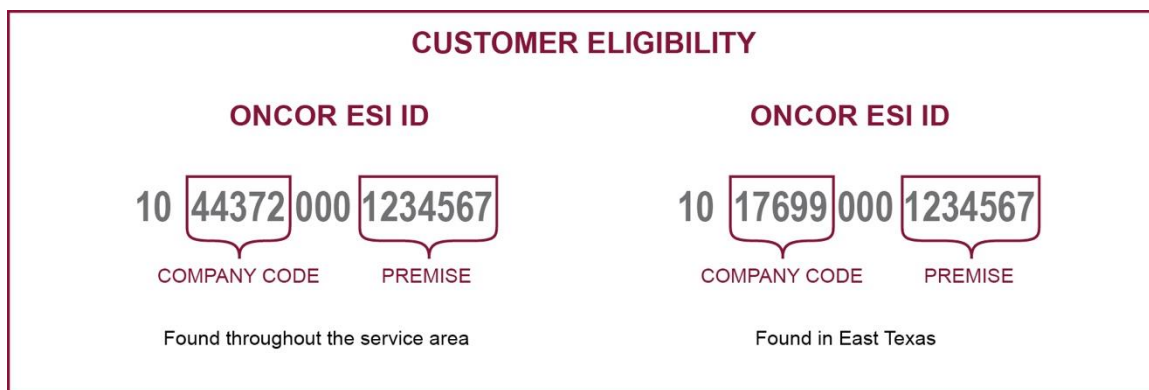 CUSTOMER ELIGIBILITY
ONCOR ESI ID
10 44372 000 1234567
COMPANY CODE PREMISE
Found throughout the service area
ONCOR ESI ID
10 17699 000 1234567
COMPANY CODE PREMISE
Found in East Texas